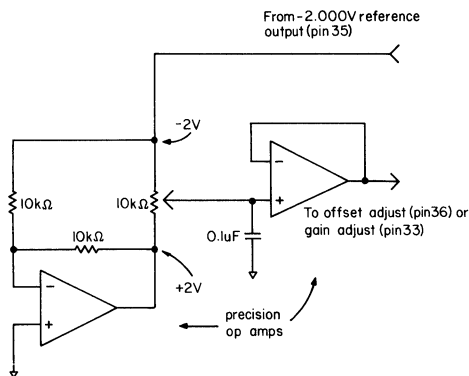 From-2.000V reference
output (pin 35)
-2V
10kΩ
10kΩ
10kΩ
+2V
0.1uF
-
+
-
+
To offset adjust (pin36) or
gain adjust (pin33)
precision
op amps